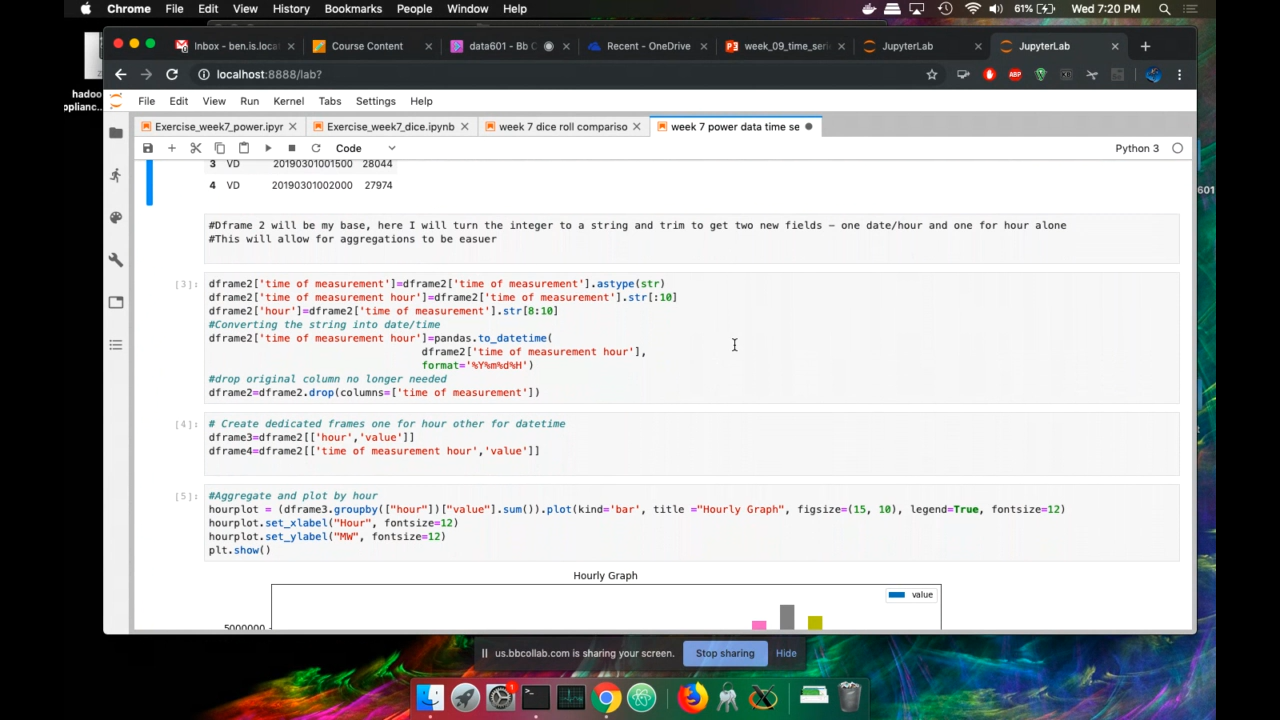 Chrome File Edit View History Bookmarks People Window Help 61% Wed 7:20 PM
Inbox - ben.is.loca Course Content data601 - Bb C Recent - OneDrive week_09_time_seri JupyterLab JupyterLab
localhost:8888/lab?
ABP
hadoo
opplianc...
File Edit View Run Kernel Tabs Settings Help
Exercise_week7_power.ipyr Exercise_week7_dice.ipynb week 7 dice roll compariso week 7 power data time se
Code Python 3
3 VD 20190301001500 28044
4 VD 20190301002000 27974
601
#Dframe 2 will be my base, here I will turn the integer to a string and trim to get two new fields – one date/hour and one for hour alone
#This will allow for aggregations to be easuer
[3]: dframe2['time of measurement']=dframe2['time of measurement'].astype(str)
dframe2['time of measurement hour']=dframe2['time of measurement'].str[:10]
dframe2['hour']=dframe2['time of measurement'].str[8:10]
#Converting the string into date/time
dframe2['time of measurement hour']=pandas.to_datetime(
dframe2['time of measurement hour'],
format='%Y%m%d%H')
#drop original column no longer needed
dframe2=dframe2.drop(columns=['time of measurement'])
[4]: # Create dedicated frames one for hour other for datetime
dframe3=dframe2[['hour','value']]
dframe4=dframe2[['time of measurement hour','value']]
[5]: #Aggregate and plot by hour
hourplot = (dframe3.groupby(["hour"])["value"].sum()).plot(kind='bar', title ="Hourly Graph", figsize=(15, 10), legend=True, fontsize=12)
hourplot.set_xlabel("Hour", fontsize=12)
hourplot.set_ylabel("MW", fontsize=12)
plt.show()
Hourly Graph
value
5000000
us.bbcollab.com is sharing your screen. Stop sharing Hide
1